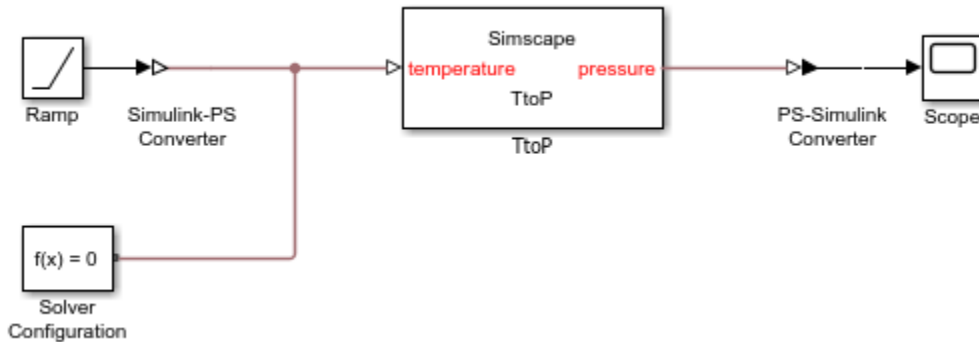 Simscape
temperature
pressure
TtoP
Ramp
Simulink-PS
Converter
TtoP
PS-Simulink
Converter
Scope
f(x) = 0
Solver
Configuration